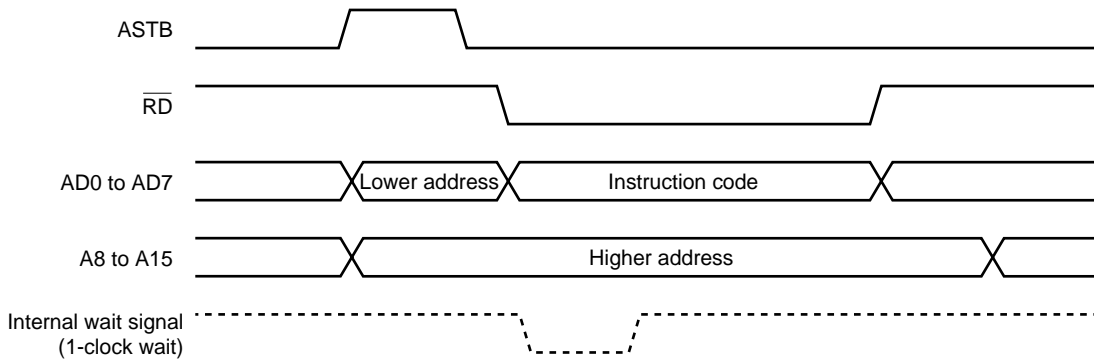 ASTB
RD
AD0 to AD7
Lower address
Instruction code
A8 to A15
Higher address
Internal wait signal
(1-clock wait)